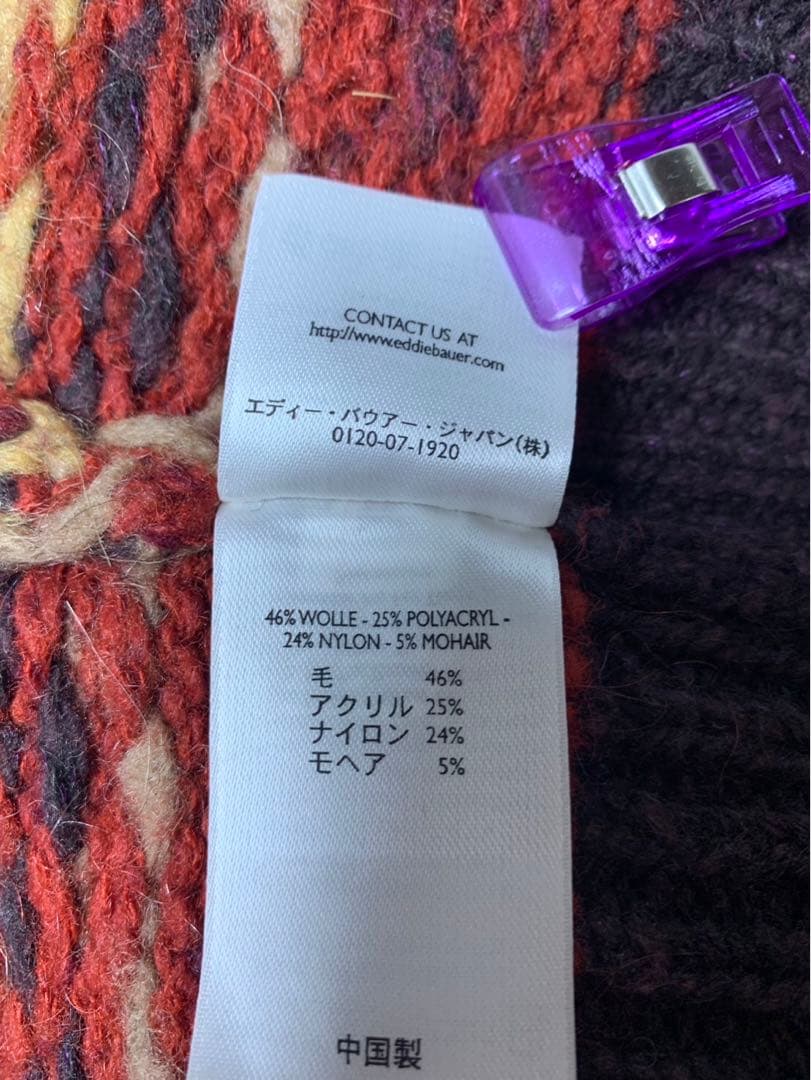 CONTACT US AT
http://www.eddiebauer.com
エディー・バウアー・ジャパン(株)
0120-07-1920
46% WOLLE - 25% POLYACRYL -
24% NYLON - 5% MOHAIR
毛 46%
アクリル 25%
ナイロン 24%
モヘア 5%
中国製